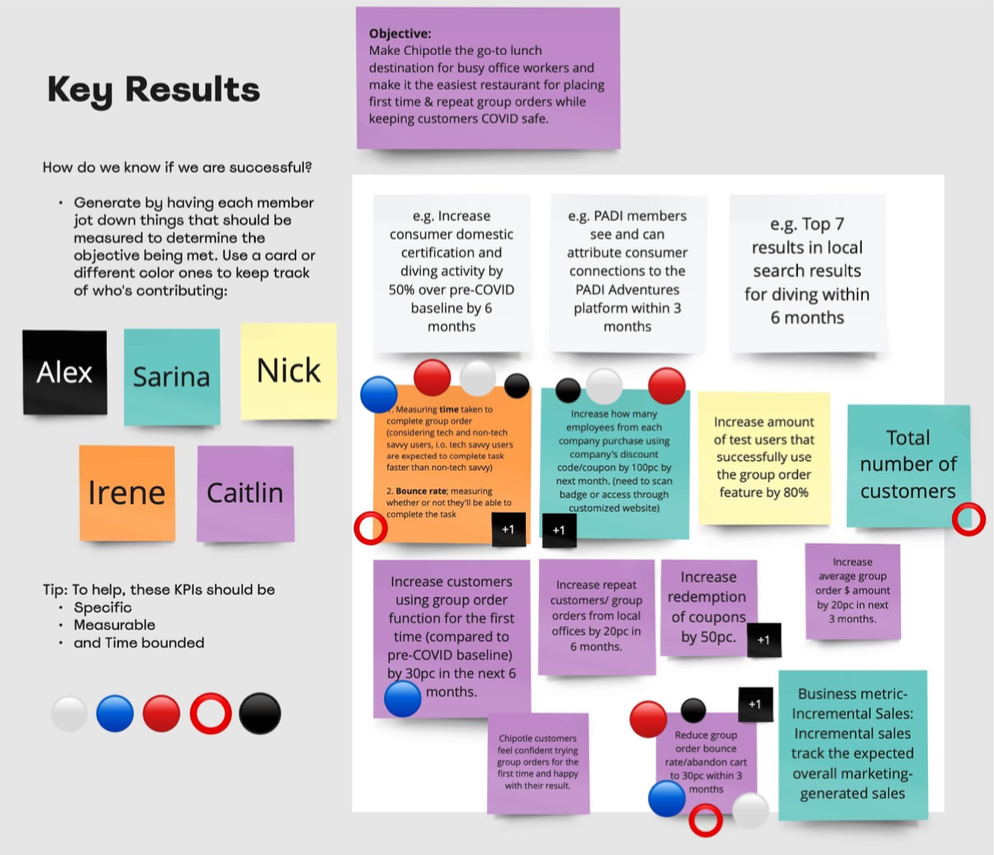 Objective:
Make Chipotle the go-to lunch
destination for busy office workers and
make it the easiest restaurant for placing
first time & repeat group orders while
keeping customers COVID safe.
Key Results
How do we know if we are successful?
• Generate by having each member
jot down things that should be
measured to determine the
objective being met. Use a card or
different color ones to keep track
of who's contributing:
Alex
Sarina
Nick
Irene
Caitlin
Tip: To help, these KPIs should be
• Specific
• Measurable
• and Time bounded
e.g. Increase
consumer domestic
certification and
diving activity by
50% over pre-COVID
baseline by 6
months
e.g. PADI members
see and can
attribute consumer
connections to the
PADI Adventures
platform within 3
months
e.g. Top 7
results in local
search results
for diving within
6 months
. Measuring time taken to
complete group order
(considering tech and non-tech
savvy users, i.o. tech savvy users
are expected to complete task
faster than non-tech savvy)
2. Bounce rate; measuring
whether or not they'll be able to
complete the task
+1
Increase how many
employees from each
company purchase using
company's discount
code/coupon by 100pc by
next month. (need to scan
badge or access through
customized website)
+1
Increase amount
of test users that
successfully use
the group order
feature by 80%
Total
number of
customers
Increase customers
using group order
function for the first
time (compared to
pre-COVID baseline)
by 30pc in the next 6
months.
Increase repeat
customers/ group
orders from local
offices by 20pc in
6 months.
Increase
redemption
of coupons
by 50pc.
+1
Increase
average group
order $ amount
by 20pc in next
3 months.
Chipotle customers
feel confident trying
group orders for the
first time and happy
with their result.
+1
Reduce group
order bounce
rate/abandon cart
to 30pc within 3
months
Business metric-
Incremental Sales:
Incremental sales
track the expected
overall marketing-
generated sales